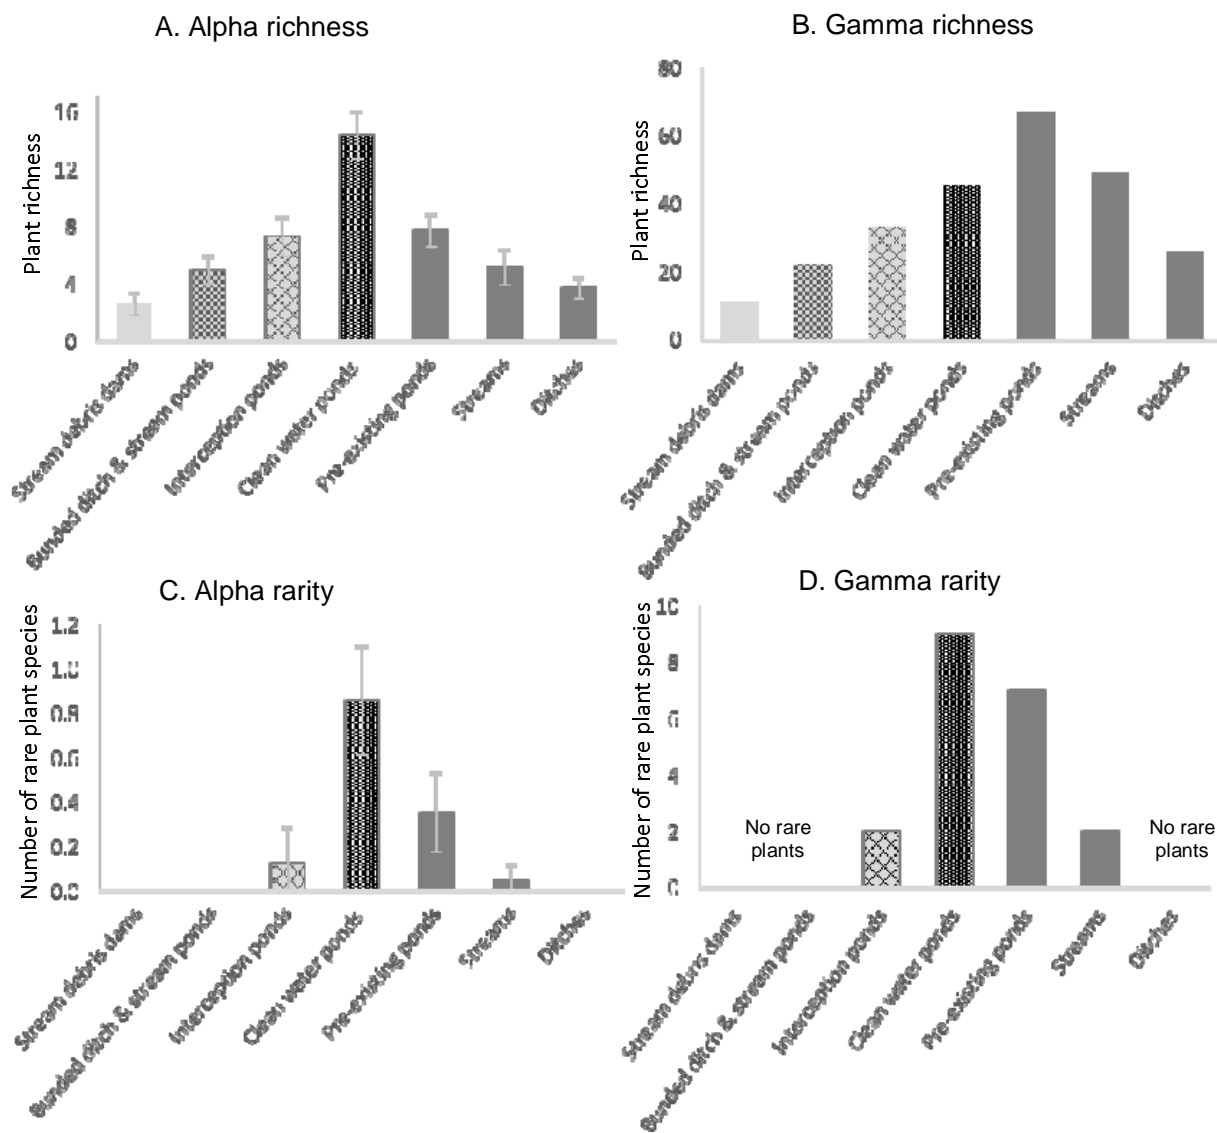 A. Alpha richness
Plant richness
16
12
8
4
0
Stream debris dams
Bunded ditch & stream ponds
Interception ponds
Clean water ponds
Pre-existing ponds
Streams
Ditches
B. Gamma richness
Plant richness
80
60
40
20
0
Stream debris dams
Bunded ditch & stream ponds
Interception ponds
Clean water ponds
Pre-existing ponds
Streams
Ditches
C. Alpha rarity
Number of rare plant species
1.2
1.0
0.8
0.6
0.4
0.2
0.0
Stream debris dams
Bunded ditch & stream ponds
Interception ponds
Clean water ponds
Pre-existing ponds
Streams
Ditches
D. Gamma rarity
Number of rare plant species
10
8
6
4
2
0
No rare
plants
No rare
plants
Stream debris dams
Bunded ditch & stream ponds
Interception ponds
Clean water ponds
Pre-existing ponds
Streams
Ditches